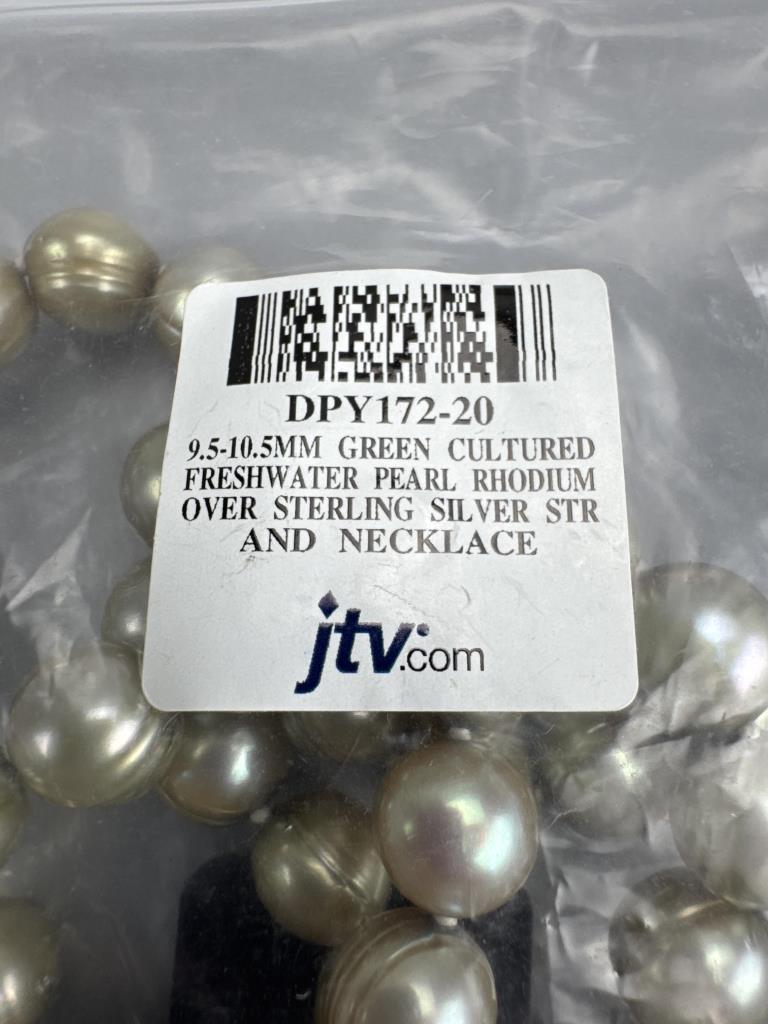 DPY172-20
9.5-10.5MM GREEN CULTURED
FRESHWATER PEARL RHODIUM
OVER STERLING SILVER STR
AND NECKLACE
jtv.com